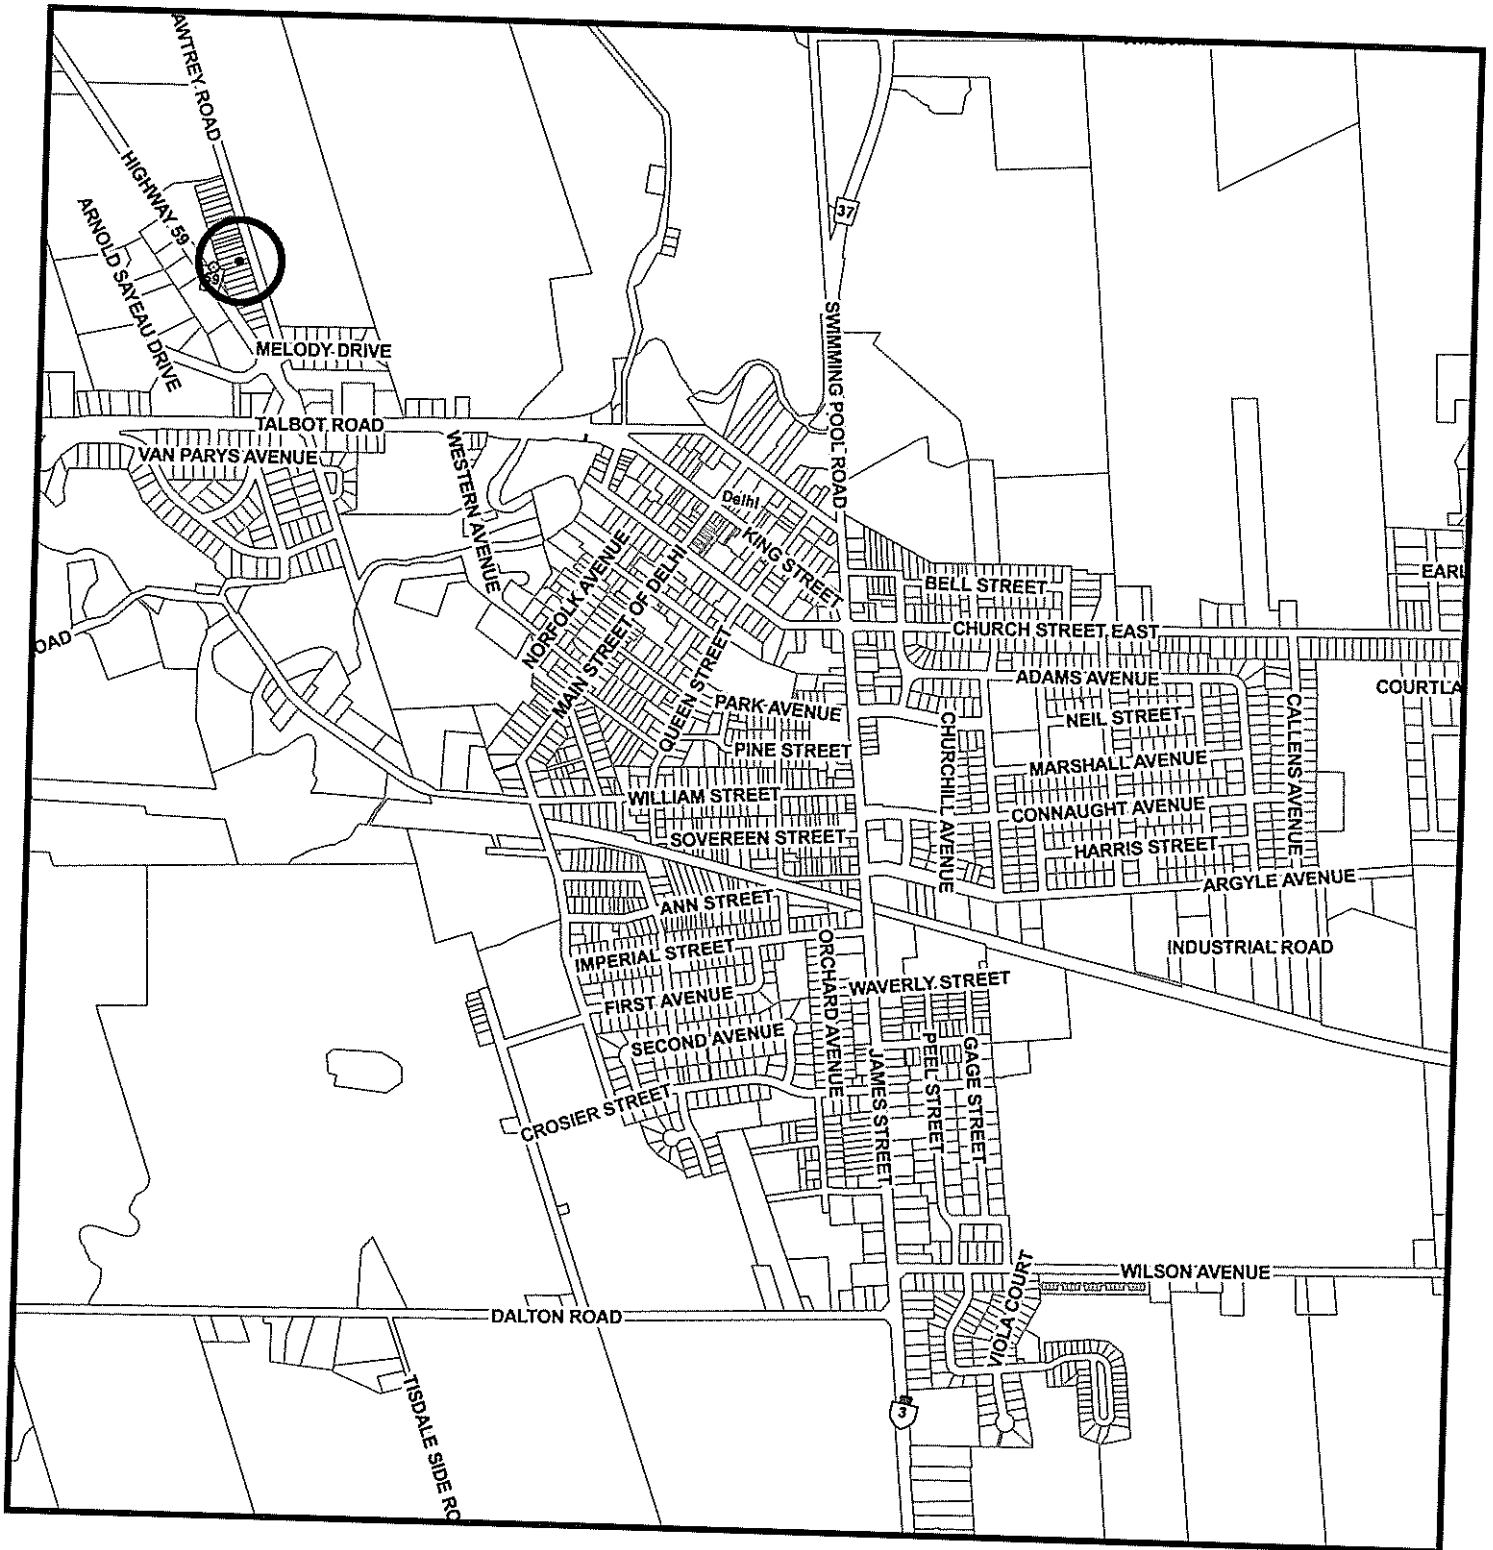 AWTREY ROAD
HIGHWAY 59
37
ARNOLD SAYEAU DRIVE
59
SWIMMING POOL ROAD
MELODY DRIVE
TALBOT ROAD
VAN PARYS AVENUE
WESTERN AVENUE
Delhi
KING STREET
NORFOLK AVENUE
MAIN STREET OF DELHI
BELL STREET
EARL
CHURCH STREET EAST
OAD
QUEEN STREET
ADAMS AVENUE
COURTLA
PARK AVENUE
NEIL STREET
CHURCHILL AVENUE
CALENS AVENUE
PINE STREET
MARSHALL AVENUE
WILLIAM STREET
CONNAUGHT AVENUE
SOVEREEN STREET
HARRIS STREET
ARGYLE AVENUE
ANN STREET
IMPERIAL STREET
INDUSTRIAL ROAD
ORCHARD AVENUE
WAVERLY STREET
FIRST AVENUE
SECOND AVENUE
PEEL STREET
GAGE STREET
JAMES STREET
CROSIER STREET
WILSON AVENUE
VIOLA COURT
DALTON ROAD
TISDALE SIDE RO
3